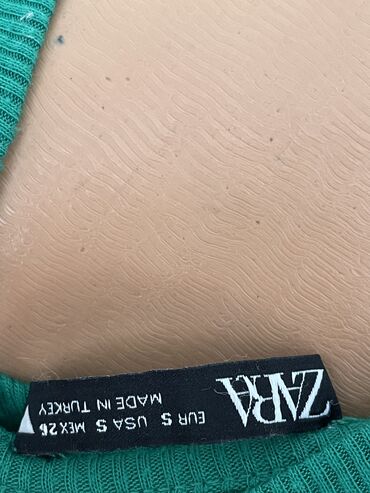 ZARA
EUR S USA S MEX 26
MADE IN TURKEY